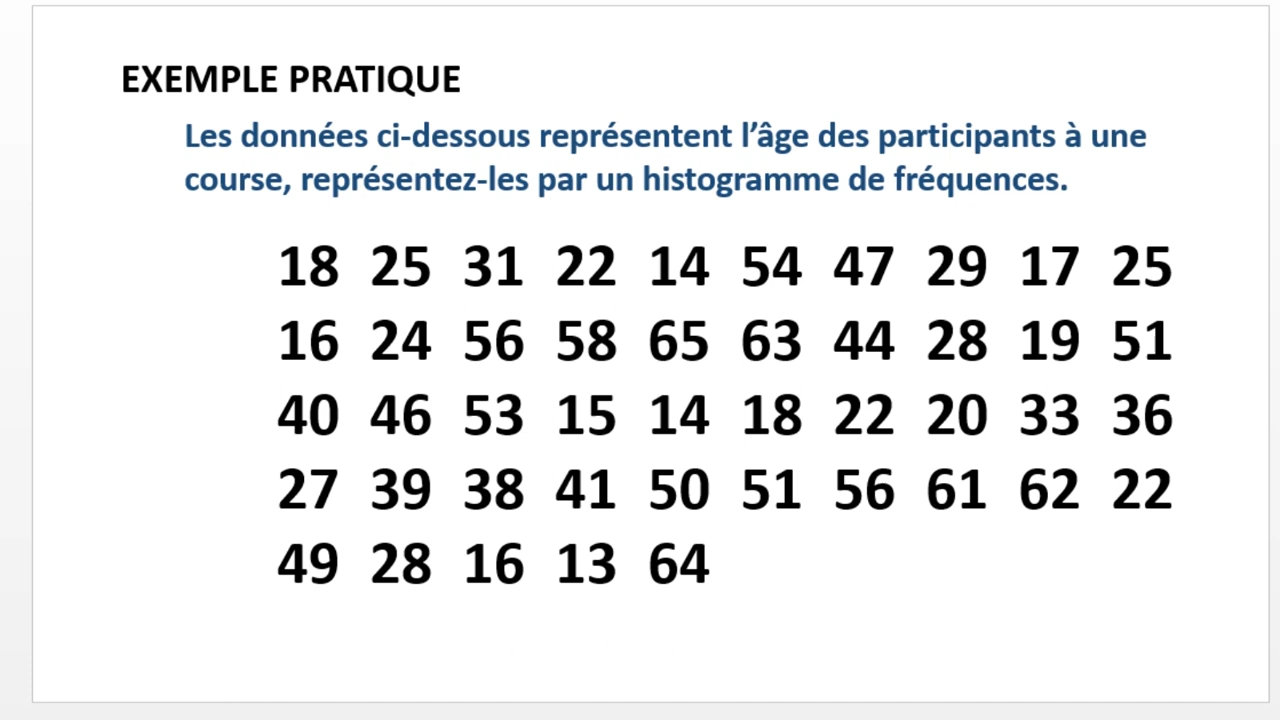 EXEMPLE PRATIQUE
Les données ci-dessous représentent l’âge des participants à une
course, représentez-les par un histogramme de fréquences.
18 25 31 22 14 54 47 29 17 25
16 24 56 58 65 63 44 28 19 51
40 46 53 15 14 18 22 20 33 36
27 39 38 41 50 51 56 61 62 22
49 28 16 13 64